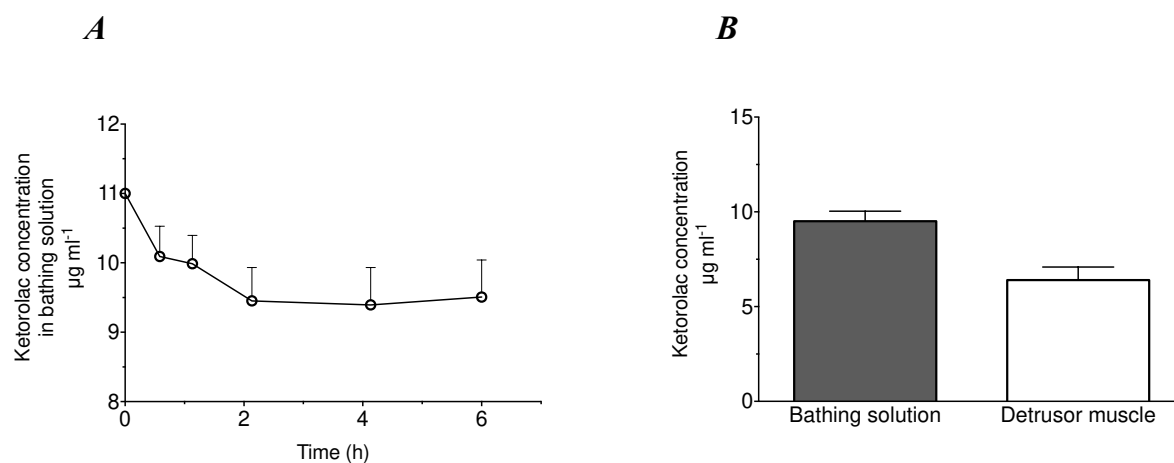 A
Ketorolac concentration
in bathing solution
µg ml-1
12
11
10
9
8
0
2
4
6
Time (h)
B
Ketorolac concentration
µg ml-1
15
10
5
0
Bathing solution
Detrusor muscle